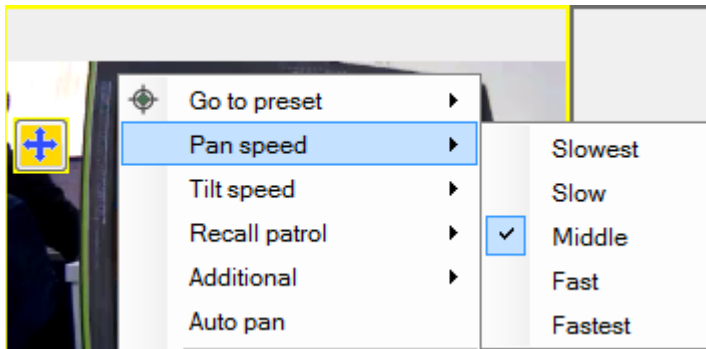 Go to preset
Pan speed
Tilt speed
Recall patrol
Additional
Auto pan
Slowest
Slow
Middle
Fast
Fastest